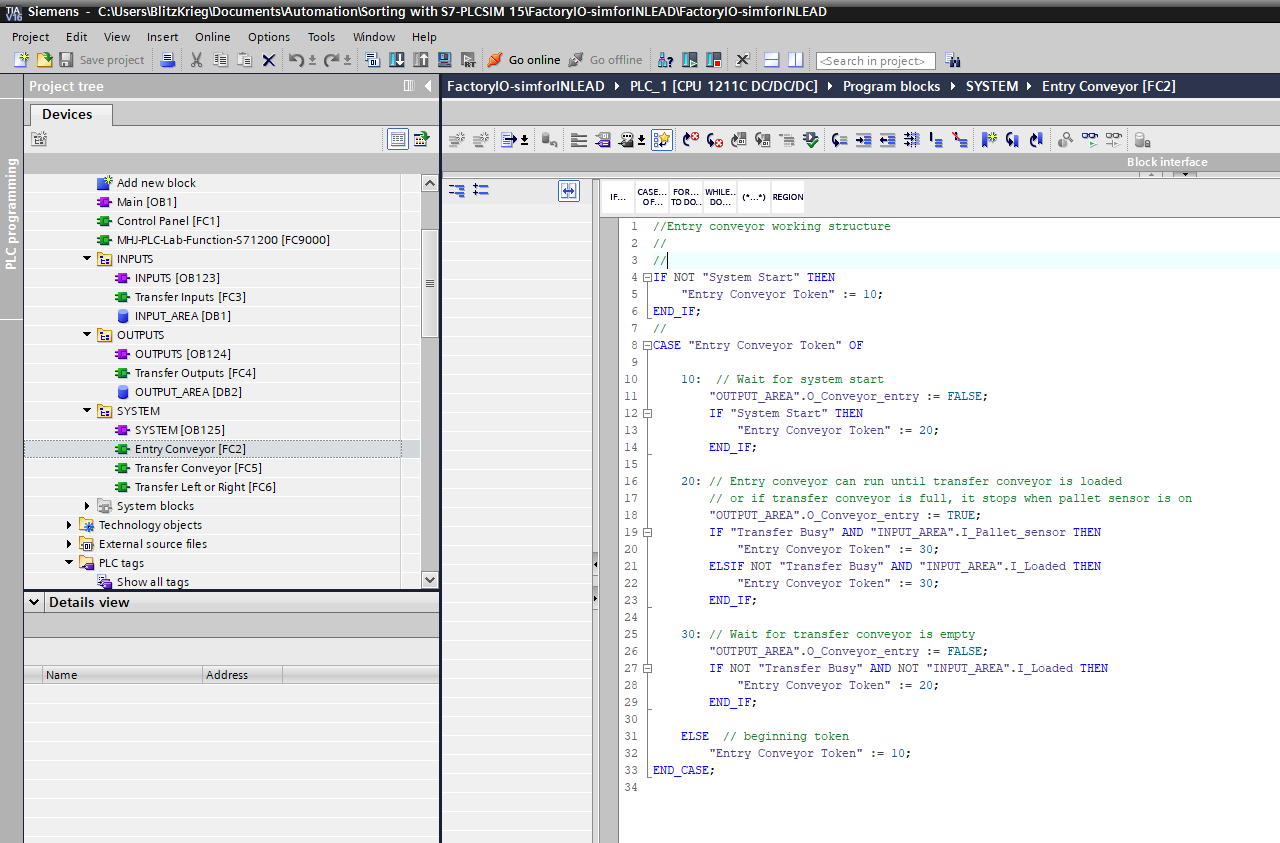 TIA V16 Siemens - C:\Users\BlitzKrieg\Documents\Automation\Sorting with S7-PLCSIM 15\FactoryIO-simforINLEAD\FactoryIO-simforINLEAD
Project Edit View Insert Online Options Tools Window Help
Save project Go online Go offline <Search in project>
Project tree
FactoryIO-simforINLEAD PLC_1 [CPU 1211C DC/DC/DC] Program blocks SYSTEM Entry Conveyor [FC2]
Devices
PLC programming
Block interface
Add new block
Main [OB1]
Control Panel [FC1]
MHJ-PLC-Lab-Function-S71200 [FC9000]
INPUTS
INPUTS [OB123]
Transfer Inputs [FC3]
INPUT_AREA [DB1]
OUTPUTS
OUTPUTS [OB124]
Transfer Outputs [FC4]
OUTPUT_AREA [DB2]
SYSTEM
SYSTEM [OB125]
Entry Conveyor [FC2]
Transfer Conveyor [FC5]
Transfer Left or Right [FC6]
System blocks
Technology objects
External source files
PLC tags
Show all tags
Details view
Name Address
IF... CASE... OF... FOR... TO DO.. WHILE.. DO... (*...*) REGION
1 //Entry conveyor working structure
2 //
3 //
4 IF NOT "System Start" THEN
5 "Entry Conveyor Token" := 10;
6 END_IF;
7 //
8 CASE "Entry Conveyor Token" OF
9
10 10: // Wait for system start
11 "OUTPUT_AREA".O_Conveyor_entry := FALSE;
12 IF "System Start" THEN
13 "Entry Conveyor Token" := 20;
14 END_IF;
15
16 20: // Entry conveyor can run until transfer conveyor is loaded
17 // or if transfer conveyor is full, it stops when pallet sensor is on
18 "OUTPUT_AREA".O_Conveyor_entry := TRUE;
19 IF "Transfer Busy" AND "INPUT_AREA".I_Pallet_sensor THEN
20 "Entry Conveyor Token" := 30;
21 ELSIF NOT "Transfer Busy" AND "INPUT_AREA".I_Loaded THEN
22 "Entry Conveyor Token" := 30;
23 END_IF;
24
25 30: // Wait for transfer conveyor is empty
26 "OUTPUT_AREA".O_Conveyor_entry := FALSE;
27 IF NOT "Transfer Busy" AND NOT "INPUT_AREA".I_Loaded THEN
28 "Entry Conveyor Token" := 20;
29 END_IF;
30
31 ELSE // beginning token
32 "Entry Conveyor Token" := 10;
33 END_CASE;
34